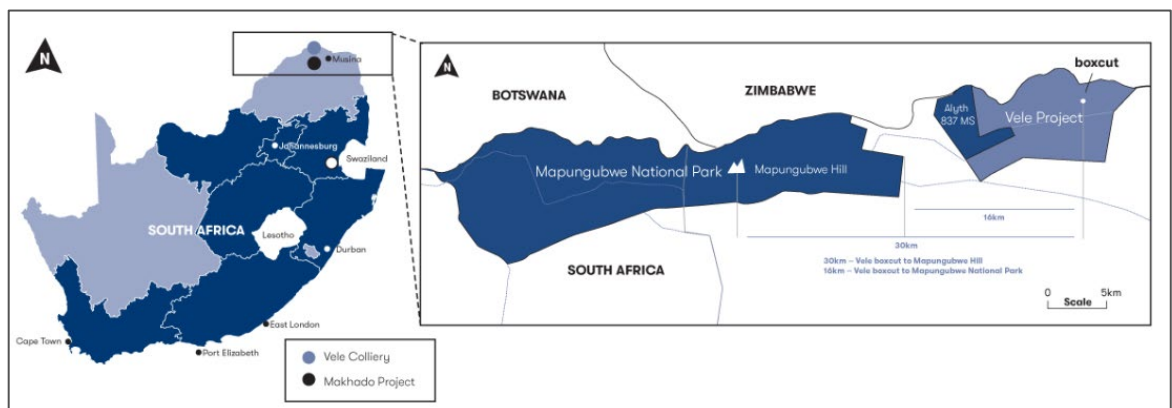 N
Musina
Johannesburg
Swaziland
SOUTH AFRICA
Lesotho
Durban
East London
Cape Town
Port Elizabeth
Vele Colliery
Makhado Project
N
BOTSWANA
ZIMBABWE
boxcut
Alyth
837 MS
Vele Project
Mapungubwe National Park
Mapungubwe Hill
16km
30km
SOUTH AFRICA
30km – Vele boxcut to Mapungubwe Hill
16km – Vele boxcut to Mapungubwe National Park
0 5km
Scale